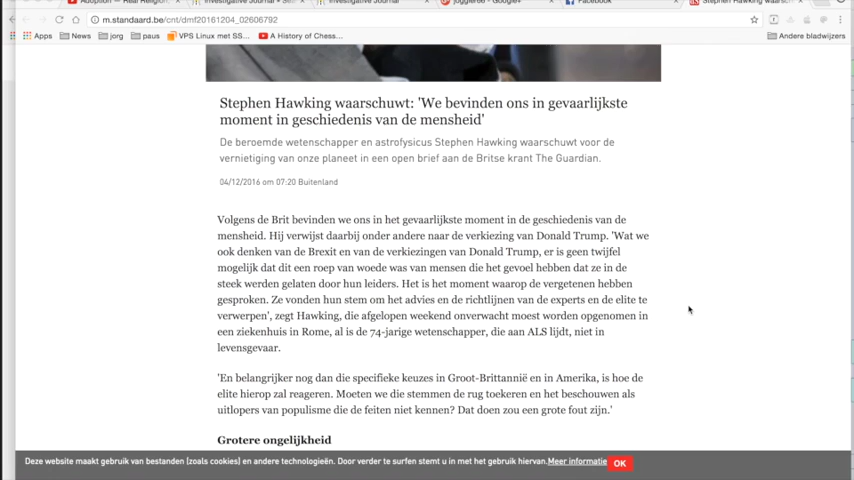 Adoption — Real Religion
Investigative Journal
Investigative Journal
joggler66 - Google+
Facebook
Stephen Hawking waarsch
m.standaard.be/cnt/dmf20161204_02606792
Apps News jorg paus VPS Linux met SS... A History of Chess... Andere bladwijzers
Stephen Hawking waarschuwt: 'We bevinden ons in gevaarlijkste
moment in geschiedenis van de mensheid'
De beroemde wetenschapper en astrofysicus Stephen Hawking waarschuwt voor de
vernietiging van onze planeet in een open brief aan de Britse krant The Guardian.
04/12/2016 om 07:20 Buitenland
Volgens de Brit bevinden we ons in het gevaarlijkste moment in de geschiedenis van de
mensheid. Hij verwijst daarbij onder andere naar de verkiezing van Donald Trump. 'Wat we
ook denken van de Brexit en van de verkiezingen van Donald Trump, er is geen twijfel
mogelijk dat dit een roep van woede was van mensen die het gevoel hebben dat ze in de
steek werden gelaten door hun leiders. Het is het moment waarop de vergetenen hebben
gesproken. Ze vonden hun stem om het advies en de richtlijnen van de experts en de elite te
verwerpen', zegt Hawking, die afgelopen weekend onverwacht moest worden opgenomen in
een ziekenhuis in Rome, al is de 74-jarige wetenschapper, die aan ALS lijdt, niet in
levensgevaar.
'En belangrijker nog dan die specifieke keuzes in Groot-Brittannië en in Amerika, is hoe de
elite hierop zal reageren. Moeten we die stemmen de rug toekeren en het beschouwen als
uitlopers van populisme die de feiten niet kennen? Dat doen zou een grote fout zijn.'
Grotere ongelijkheid
Deze website maakt gebruik van bestanden (zoals cookies) en andere technologieën. Door verder te surfen stemt u in met het gebruik hiervan.Meer informatie OK